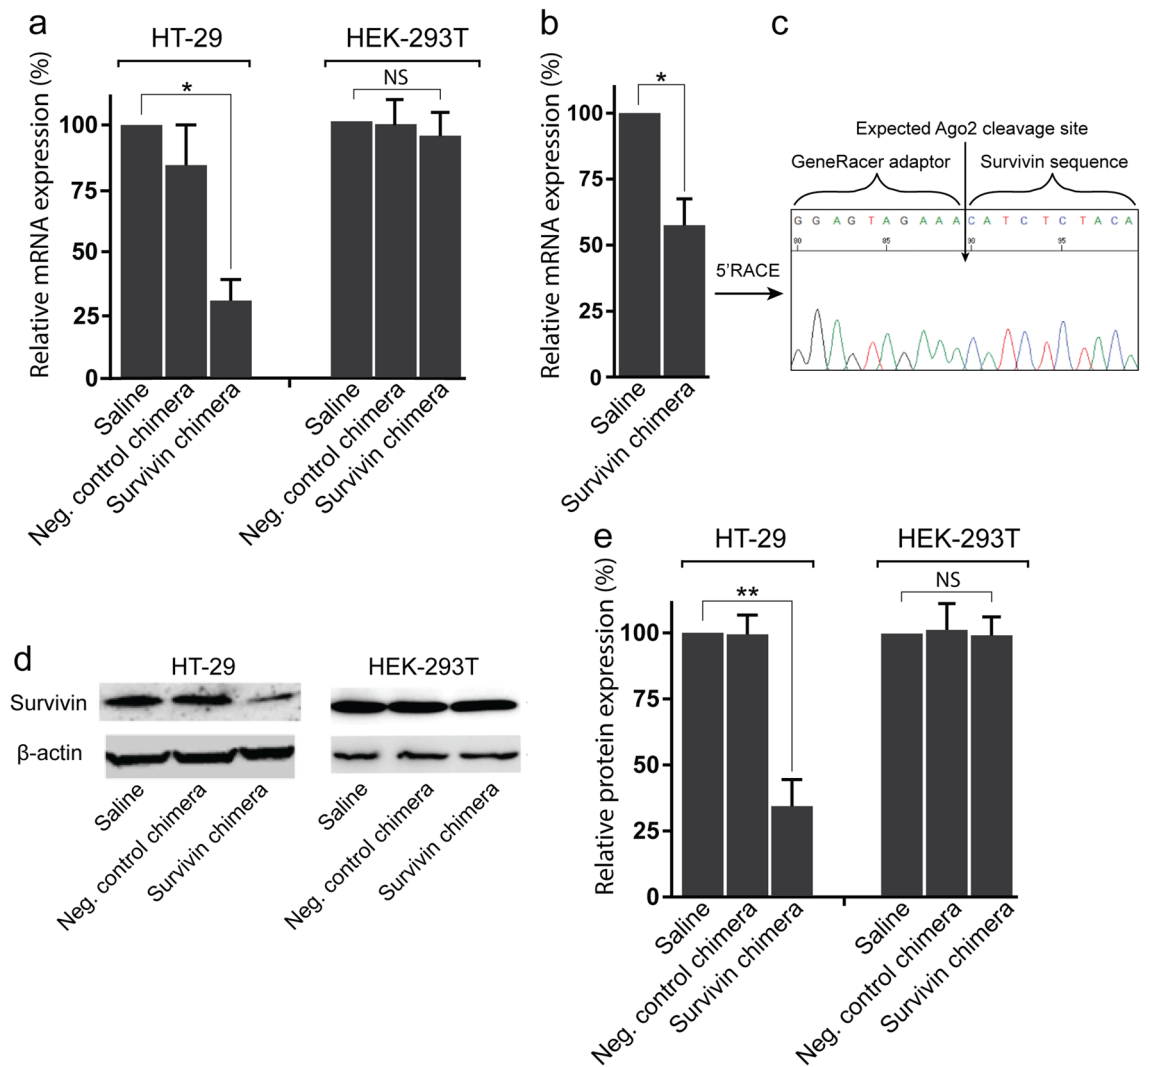 a
HT-29
HEK-293T
Relative mRNA expression (%)
*
NS
100
75
50
25
0
Saline
Neg. control chimera
Survivin chimera
Saline
Neg. control chimera
Survivin chimera
b
Relative mRNA expression (%)
*
100
75
50
25
0
Saline
Survivin chimera
5'RACE
c
Expected Ago2 cleavage site
GeneRacer adaptor
Survivin sequence
G G A G T A G A A A C A T C T C T A C A
80 85 90 95
d
HT-29
HEK-293T
Survivin
β-actin
Saline
Neg. control chimera
Survivin chimera
Saline
Neg. control chimera
Survivin chimera
e
HT-29
HEK-293T
Relative protein expression (%)
**
NS
100
75
50
25
0
Saline
Neg. control chimera
Survivin chimera
Saline
Neg. control chimera
Survivin chimera